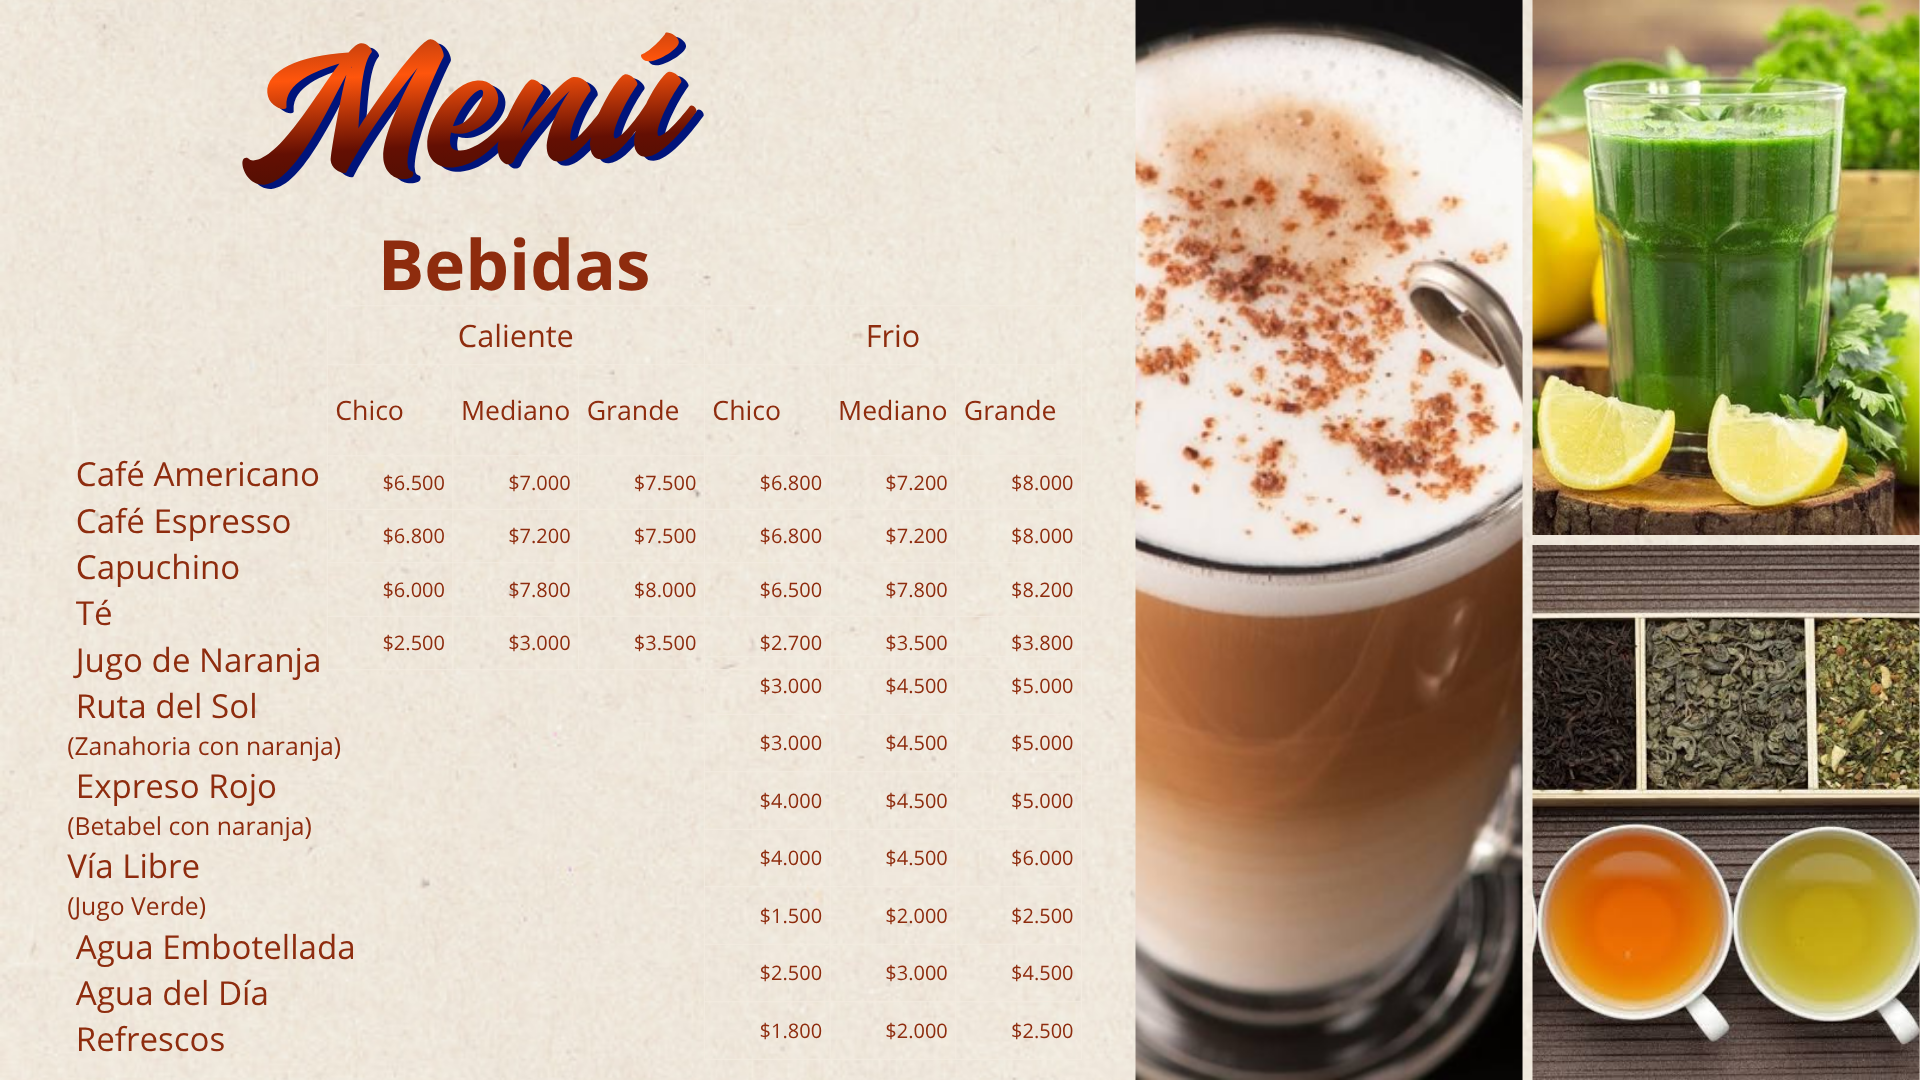 Menú
Bebidas
Caliente Frio
Chico Mediano Grande Chico Mediano Grande
Café Americano $6.500 $7.000 $7.500 $6.800 $7.200 $8.000
Café Espresso $6.800 $7.200 $7.500 $6.800 $7.200 $8.000
Capuchino $6.000 $7.800 $8.000 $6.500 $7.800 $8.200
Té $2.500 $3.000 $3.500 $2.700 $3.500 $3.800
Jugo de Naranja $3.000 $4.500 $5.000
Ruta del Sol $3.000 $4.500 $5.000
(Zanahoria con naranja)
Expreso Rojo $4.000 $4.500 $5.000
(Betabel con naranja)
Vía Libre $4.000 $4.500 $6.000
(Jugo Verde)
Agua Embotellada $1.500 $2.000 $2.500
Agua del Día $2.500 $3.000 $4.500
Refrescos $1.800 $2.000 $2.500